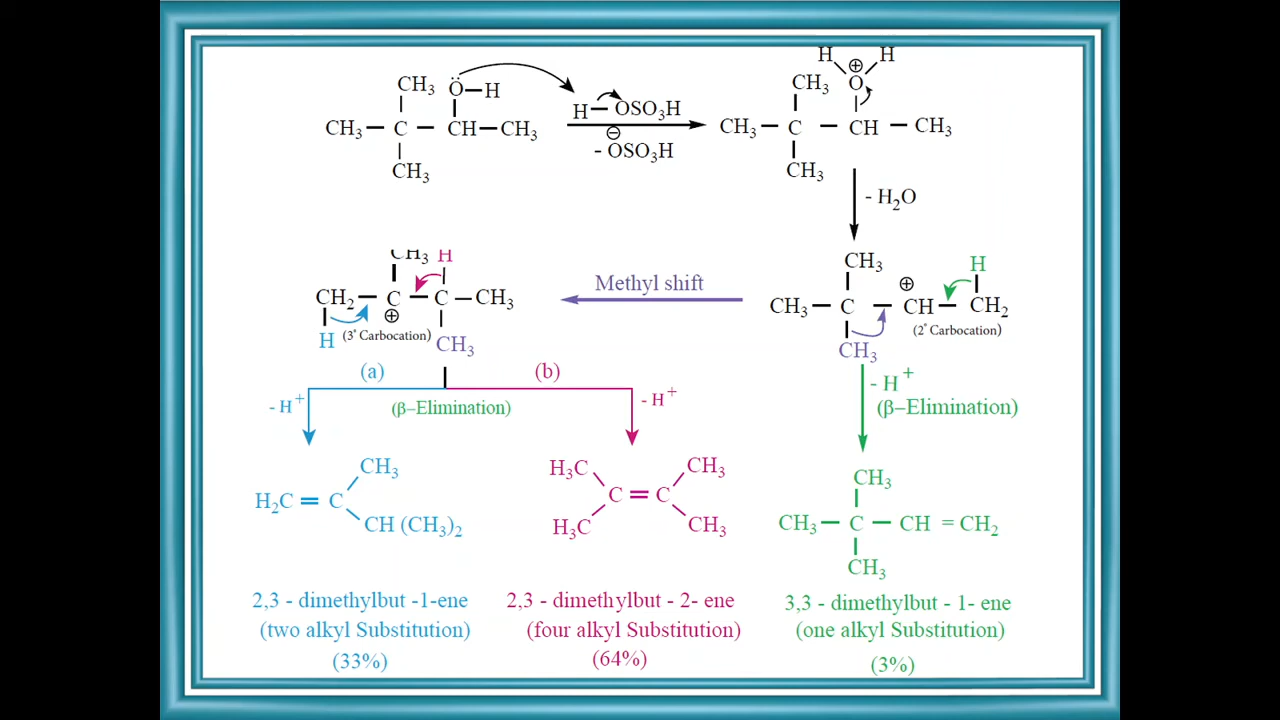 CH3 Ö—H
CH3—C—CH—CH3
CH3
H—OSO3H
⊖
- OSO3H
H H
⊕
CH3 O
CH3—C—CH—CH3
CH3
- H2O
CH3 H
⊕
CH3—C—CH—CH2
(2° Carbocation)
CH3
Methyl shift
CH3 H
CH2—C—C—CH3
⊕
H (3° Carbocation) CH3
(a) (b)
- H+ (β–Elimination) - H+
- H+
(β–Elimination)
CH3
H2C = C
CH (CH3)2
H3C CH3
C = C
H3C CH3
CH3
CH3—C—CH = CH2
CH3
2,3 - dimethylbut -1-ene
(two alkyl Substitution)
(33%)
2,3 - dimethylbut - 2- ene
(four alkyl Substitution)
(64%)
3,3 - dimethylbut - 1- ene
(one alkyl Substitution)
(3%)